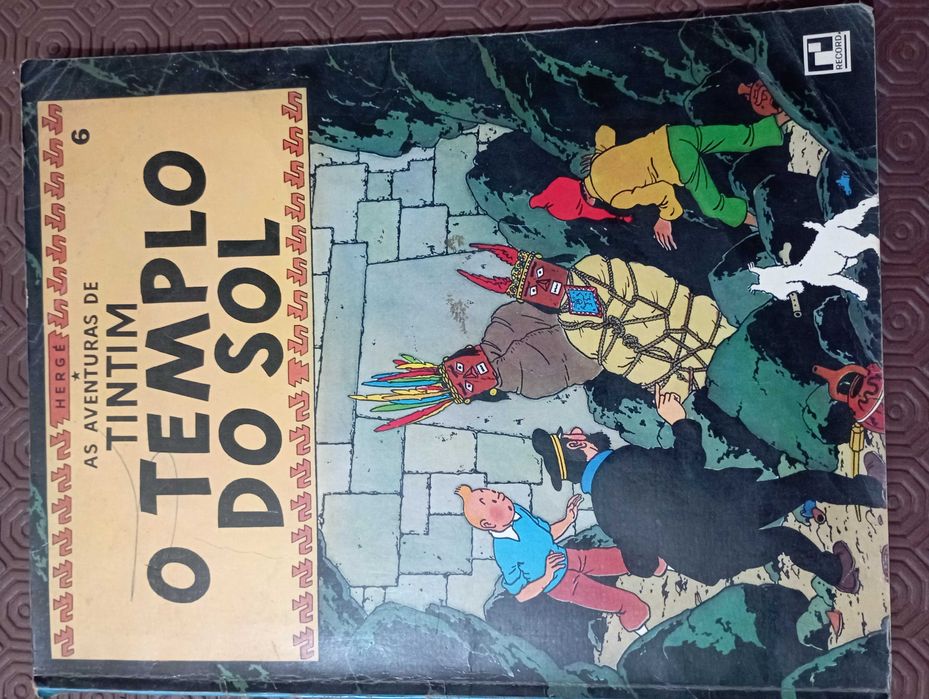 HERGÉ
AS AVENTURAS DE
TINTIM
6
O TEMPLO
DO SOL
RECORD